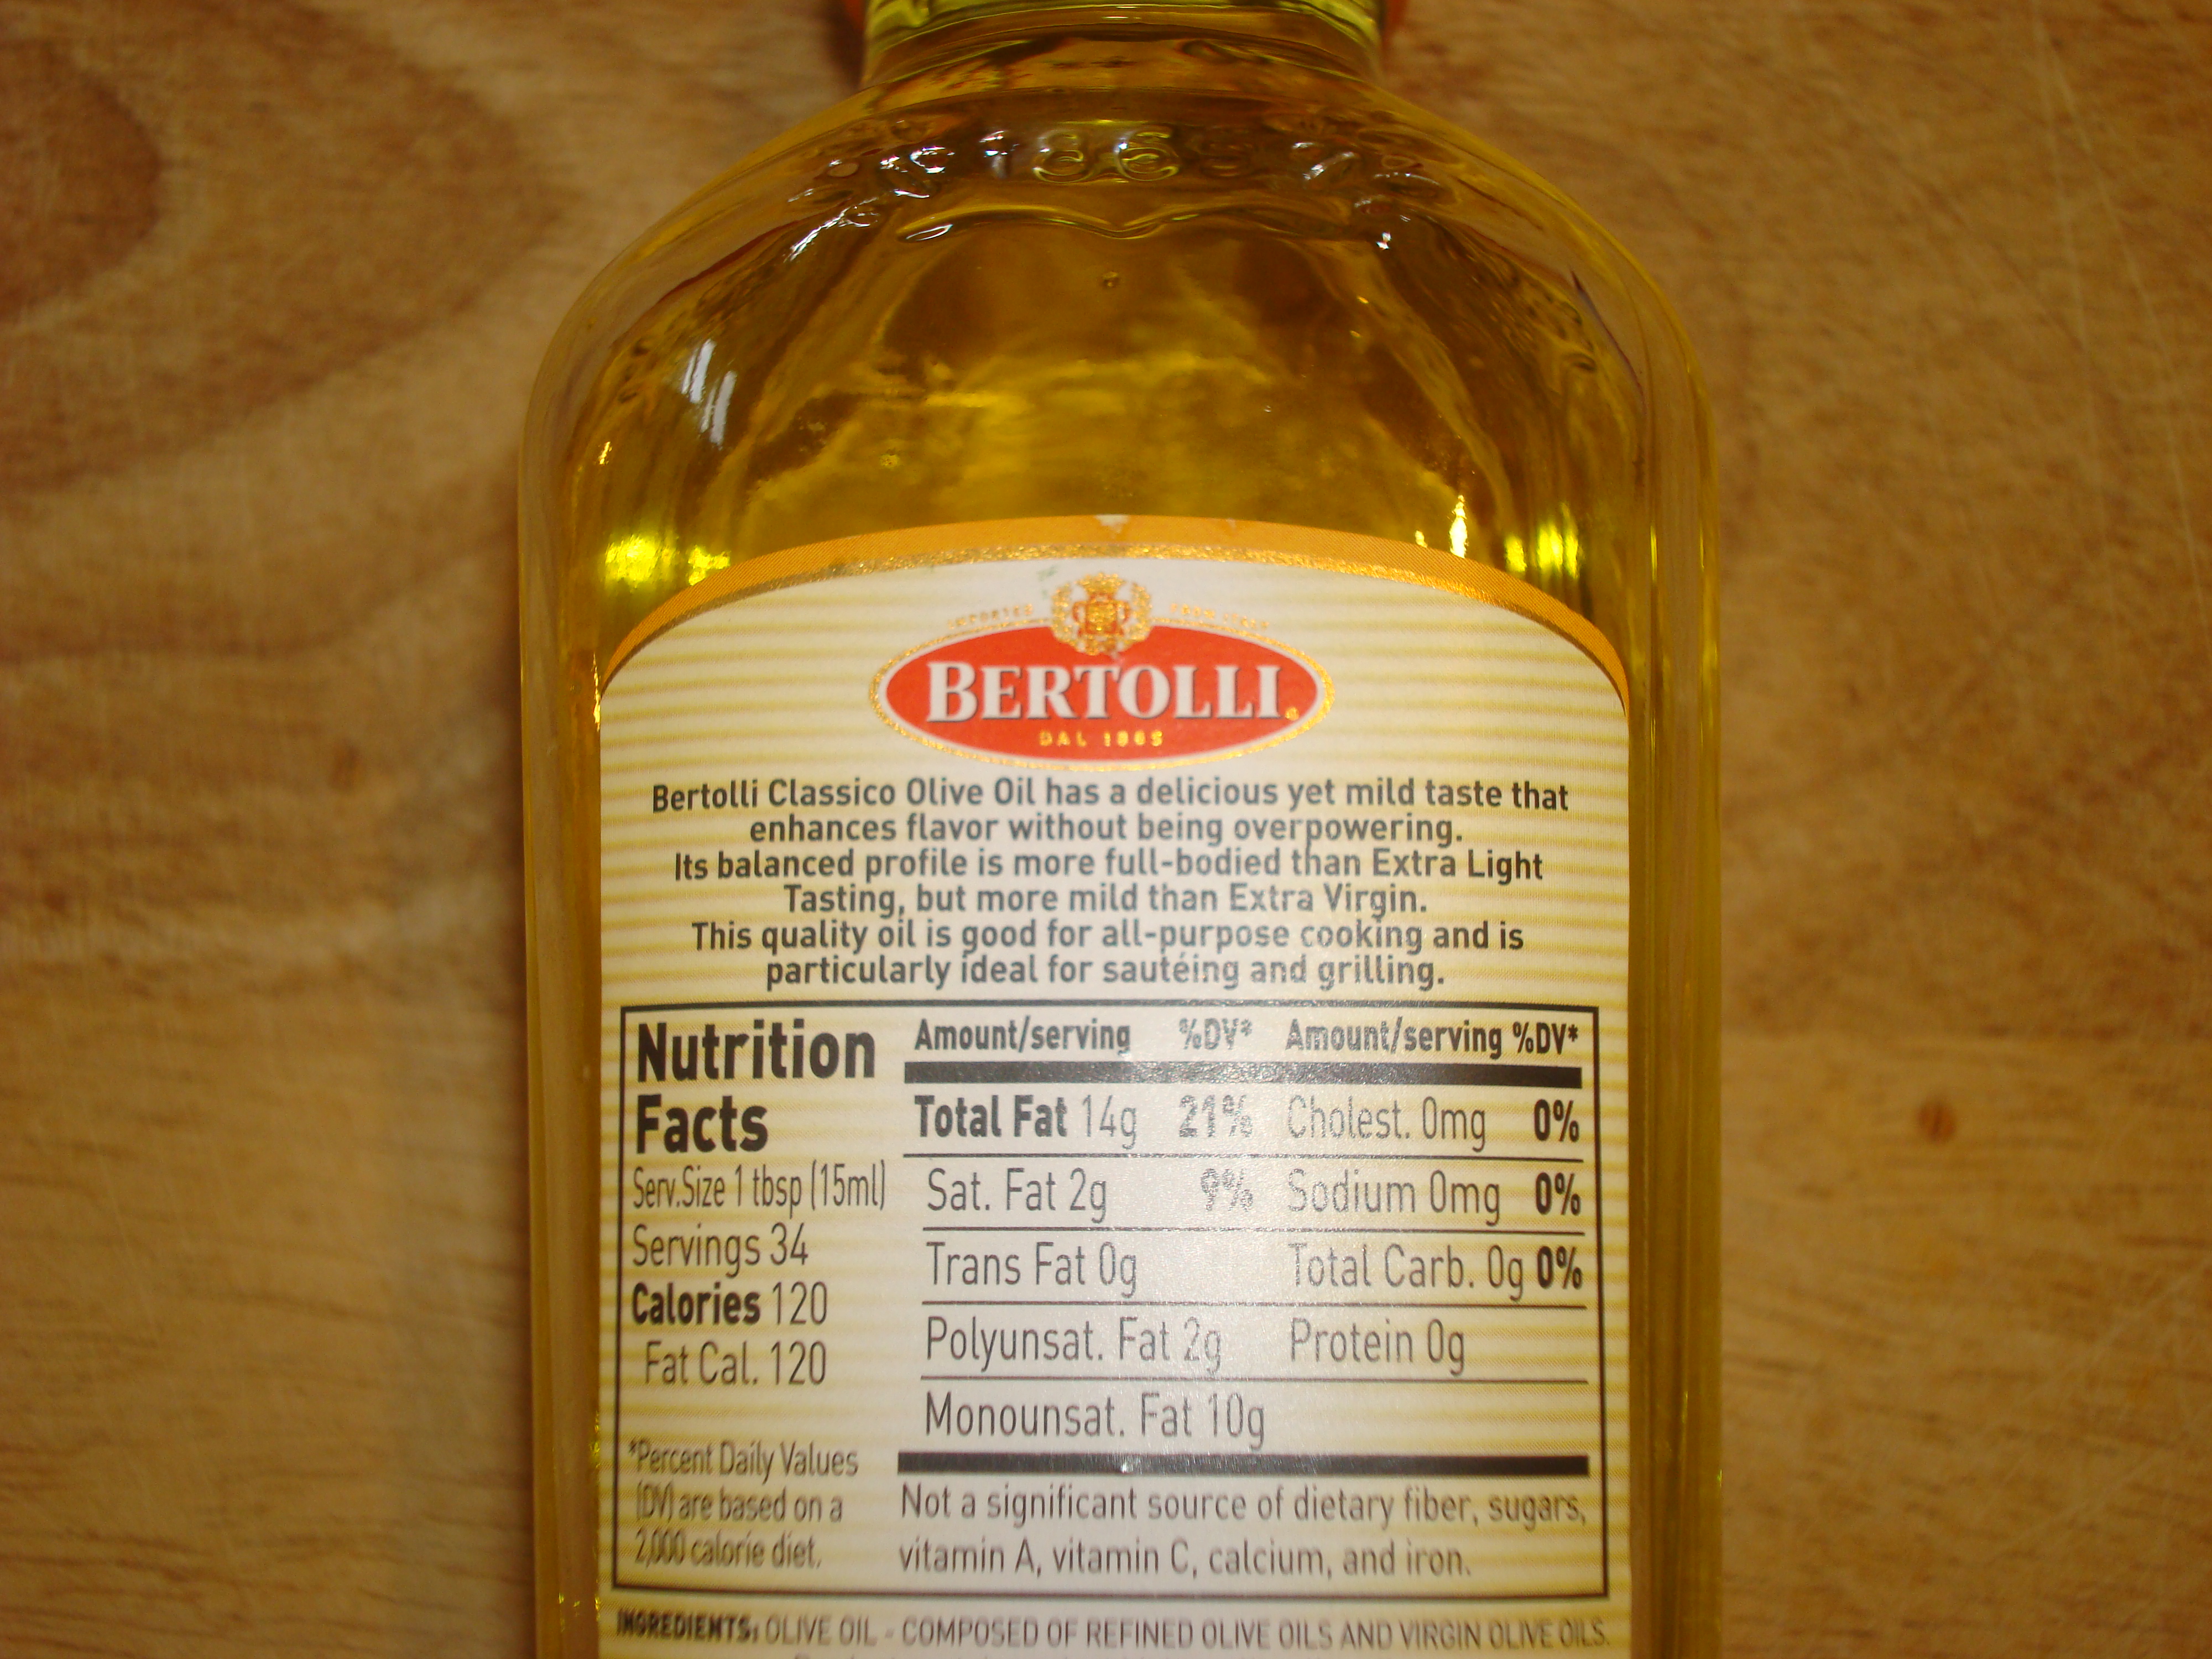 1865
IMPORTED FROM ITALY
BERTOLLI
DAL 1865
Bertolli Classico Olive Oil has a delicious yet mild taste that
enhances flavor without being overpowering.
Its balanced profile is more full-bodied than Extra Light
Tasting, but more mild than Extra Virgin.
This quality oil is good for all-purpose cooking and is
particularly ideal for sautéing and grilling.
Nutrition
Facts
Serv.Size 1 tbsp (15ml)
Servings 34
Calories 120
Fat Cal. 120
*Percent Daily Values
(DV) are based on a
2,000 calorie diet.
Amount/serving %DV* Amount/serving %DV*
Total Fat 14g 21% Cholest. 0mg 0%
Sat. Fat 2g 9% Sodium 0mg 0%
Trans Fat 0g Total Carb. 0g 0%
Polyunsat. Fat 2g Protein 0g
Monounsat. Fat 10g
Not a significant source of dietary fiber, sugars,
vitamin A, vitamin C, calcium, and iron.
INGREDIENTS: OLIVE OIL - COMPOSED OF REFINED OLIVE OILS AND VIRGIN OLIVE OILS.